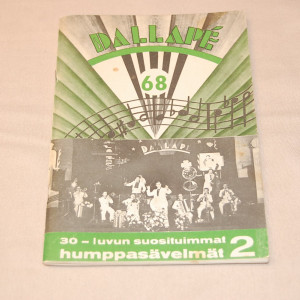 DALLAPÉ
68
DALLAPÉ
30 – luvun suosituimmat
humppasävelmät 2